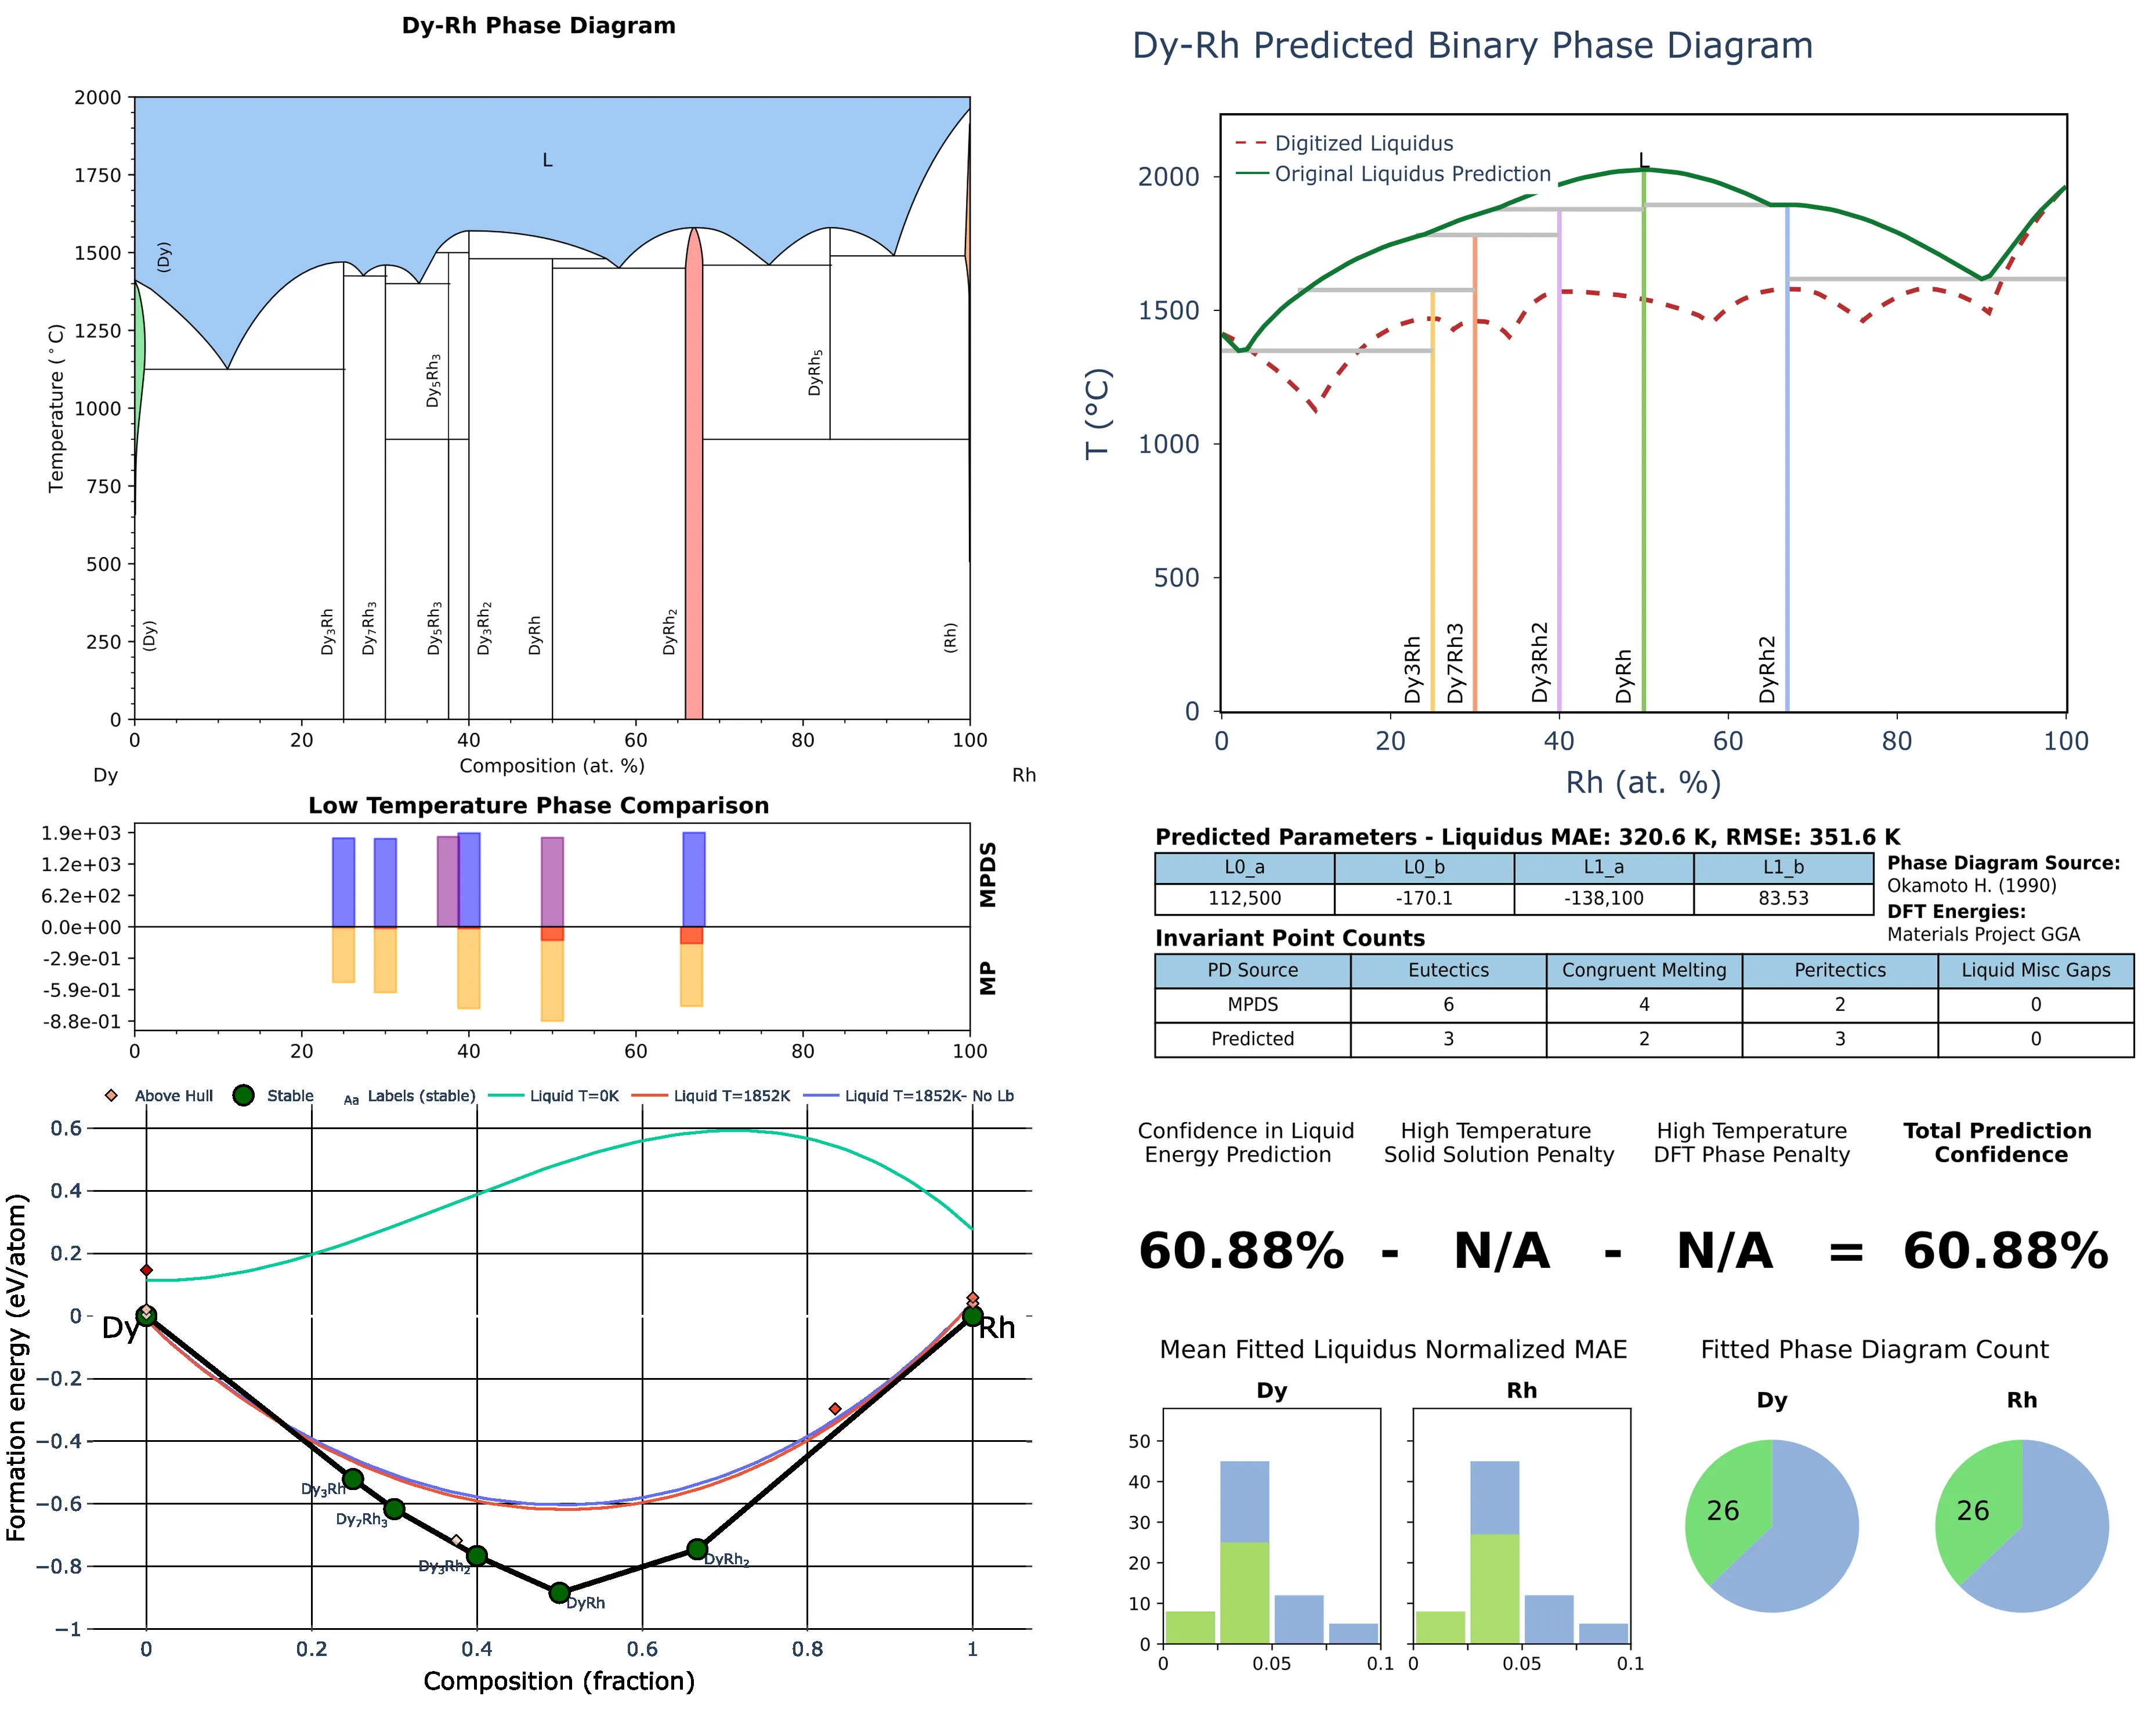 Dy-Rh Phase Diagram
2000
1750
1500
1250
1000
750
500
250
0
Temperature (°C)
L
(Dy)
(Dy)
Dy3Rh
Dy7Rh3
Dy5Rh3
Dy5Rh3
Dy3Rh2
DyRh
DyRh2
DyRh5
(Rh)
0 20 40 60 80 100
Composition (at. %)
Dy Rh
Low Temperature Phase Comparison
1.9e+03
1.2e+03
6.2e+02
0.0e+00
-2.9e-01
-5.9e-01
-8.8e-01
MPDS
MP
0 20 40 60 80 100
Above Hull Stable Aa Labels (stable) Liquid T=0K Liquid T=1852K Liquid T=1852K- No Lb
0.6
0.4
0.2
0
−0.2
−0.4
−0.6
−0.8
−1
Formation energy (eV/atom)
Dy
Rh
Dy3Rh
Dy7Rh3
Dy3Rh2
DyRh
DyRh2
0 0.2 0.4 0.6 0.8 1
Composition (fraction)
Dy-Rh Predicted Binary Phase Diagram
Digitized Liquidus
Original Liquidus Prediction
L
2000
1500
1000
500
0
T (°C)
Dy3Rh
Dy7Rh3
Dy3Rh2
DyRh
DyRh2
0 20 40 60 80 100
Rh (at. %)
Predicted Parameters - Liquidus MAE: 320.6 K, RMSE: 351.6 K
L0_a L0_b L1_a L1_b
112,500 -170.1 -138,100 83.53
Phase Diagram Source:
Okamoto H. (1990)
DFT Energies:
Materials Project GGA
Invariant Point Counts
PD Source Eutectics Congruent Melting Peritectics Liquid Misc Gaps
MPDS 6 4 2 0
Predicted 3 2 3 0
Confidence in Liquid
Energy Prediction
High Temperature
Solid Solution Penalty
High Temperature
DFT Phase Penalty
Total Prediction
Confidence
60.88% - N/A - N/A = 60.88%
Mean Fitted Liquidus Normalized MAE
Dy Rh
50
40
30
20
10
0
0 0.05 0.1
0 0.05 0.1
Fitted Phase Diagram Count
Dy Rh
26 26